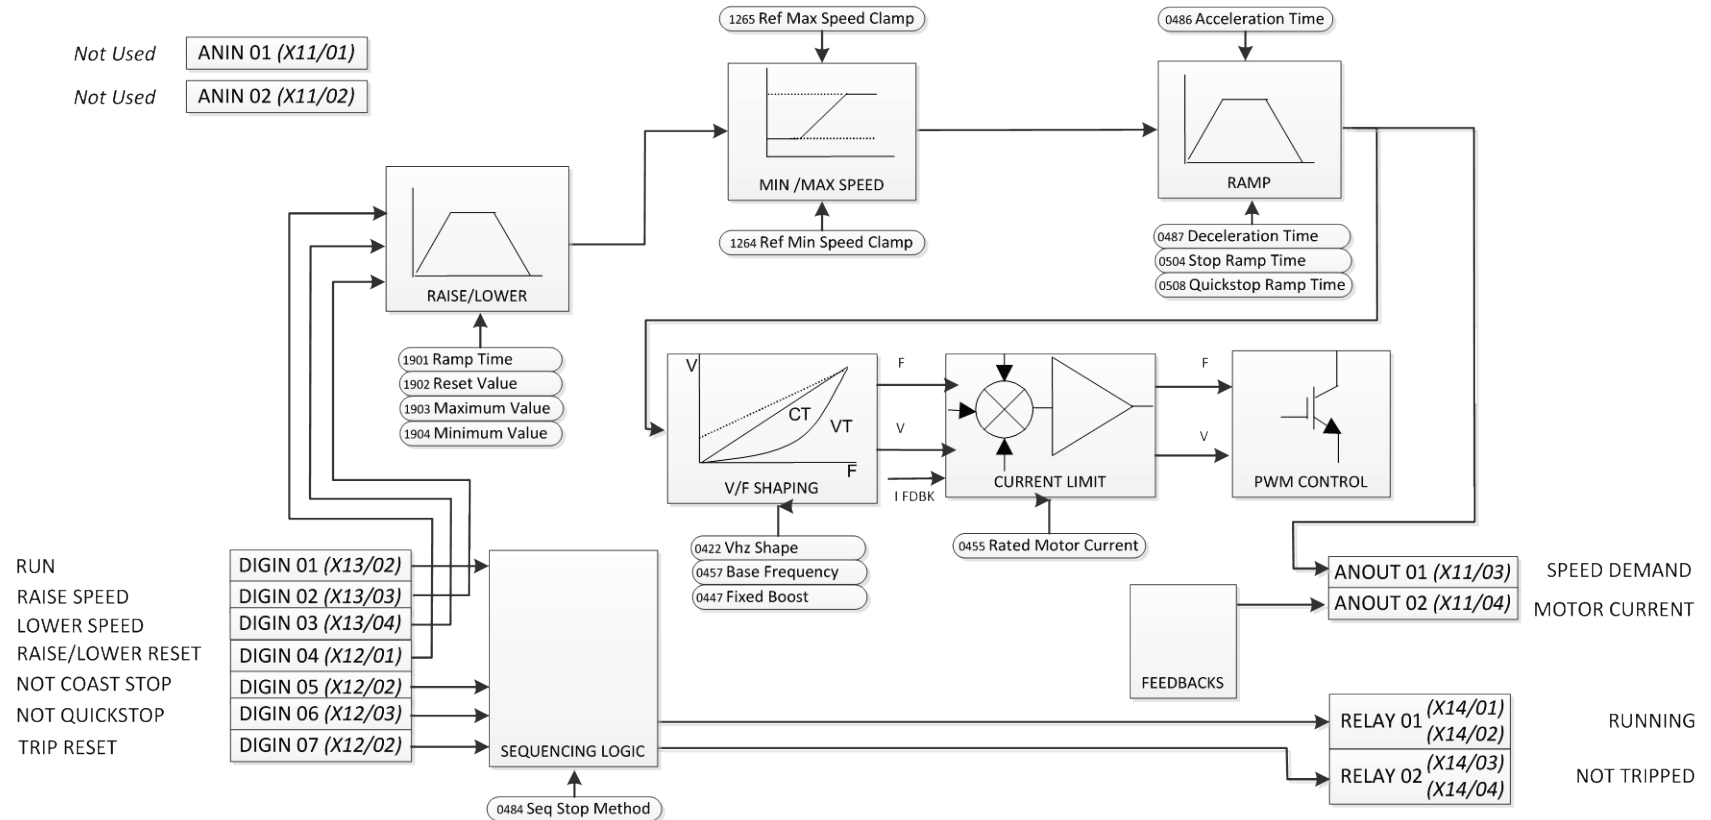 Not Used ANIN 01 (X11/01)
Not Used ANIN 02 (X11/02)
1265 Ref Max Speed Clamp
MIN /MAX SPEED
1264 Ref Min Speed Clamp
0486 Acceleration Time
RAMP
0487 Deceleration Time
0504 Stop Ramp Time
0508 Quickstop Ramp Time
RAISE/LOWER
1901 Ramp Time
1902 Reset Value
1903 Maximum Value
1904 Minimum Value
V
CT
VT
F
V/F SHAPING
0422 Vhz Shape
0457 Base Frequency
0447 Fixed Boost
F
V
I FDBK
CURRENT LIMIT
0455 Rated Motor Current
F
V
PWM CONTROL
RUN DIGIN 01 (X13/02)
RAISE SPEED DIGIN 02 (X13/03)
LOWER SPEED DIGIN 03 (X13/04)
RAISE/LOWER RESET DIGIN 04 (X12/01)
NOT COAST STOP DIGIN 05 (X12/02)
NOT QUICKSTOP DIGIN 06 (X12/03)
TRIP RESET DIGIN 07 (X12/02)
SEQUENCING LOGIC
0484 Seq Stop Method
FEEDBACKS
ANOUT 01 (X11/03) SPEED DEMAND
ANOUT 02 (X11/04) MOTOR CURRENT
RELAY 01 (X14/01) (X14/02) RUNNING
RELAY 02 (X14/03) (X14/04) NOT TRIPPED